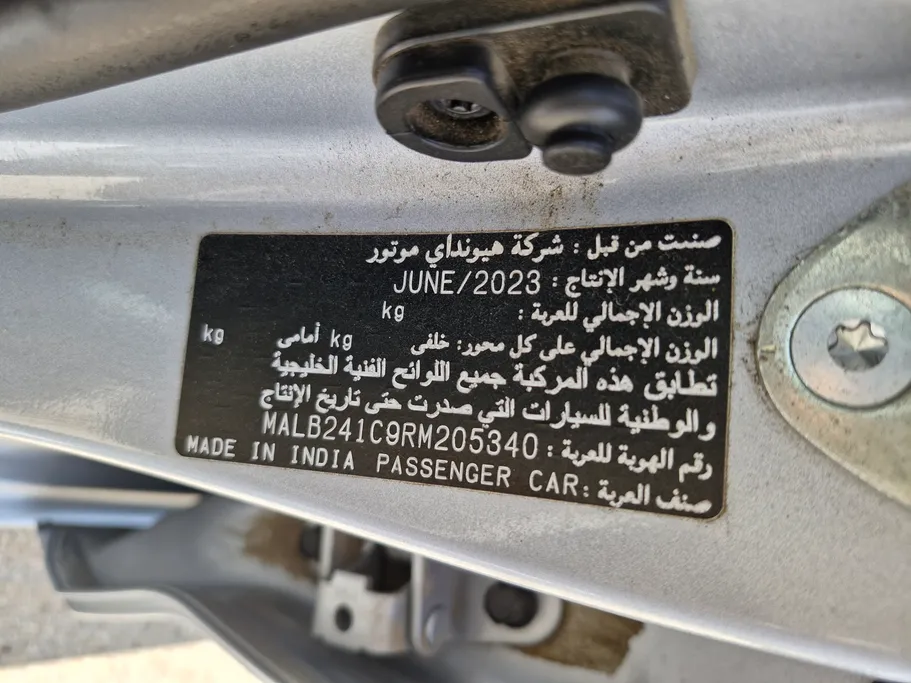 صنعت من قبل : شركة هيونداي موتور
سنة وشهر الإنتاج : JUNE/2023
الوزن الإجمالي للعربة : kg
الوزن الإجمالي على كل محور: خلفى kg أمامى kg
تطابق هذه المركبة جميع اللوائح الفنية الخليجية
والوطنية للسيارات التي صدرت حتى تاريخ الإنتاج
رقم الهوية للعربة : MALB241C9RM205340
صنف العربة : PASSENGER CAR MADE IN INDIA